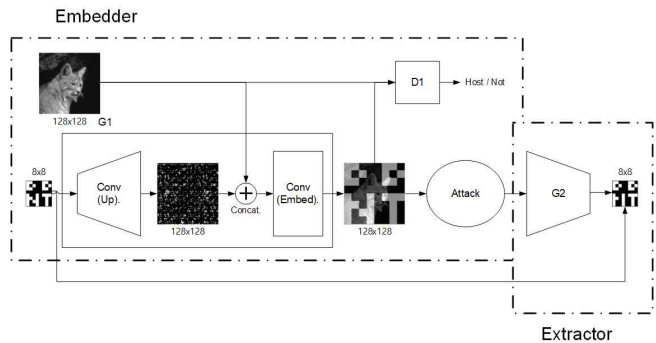 Embedder
128x128
G1
D1
Host / Not
8x8
Conv
(Up).
128x128
Concat.
Conv
(Embed).
128x128
Attack
G2
8x8
Extractor